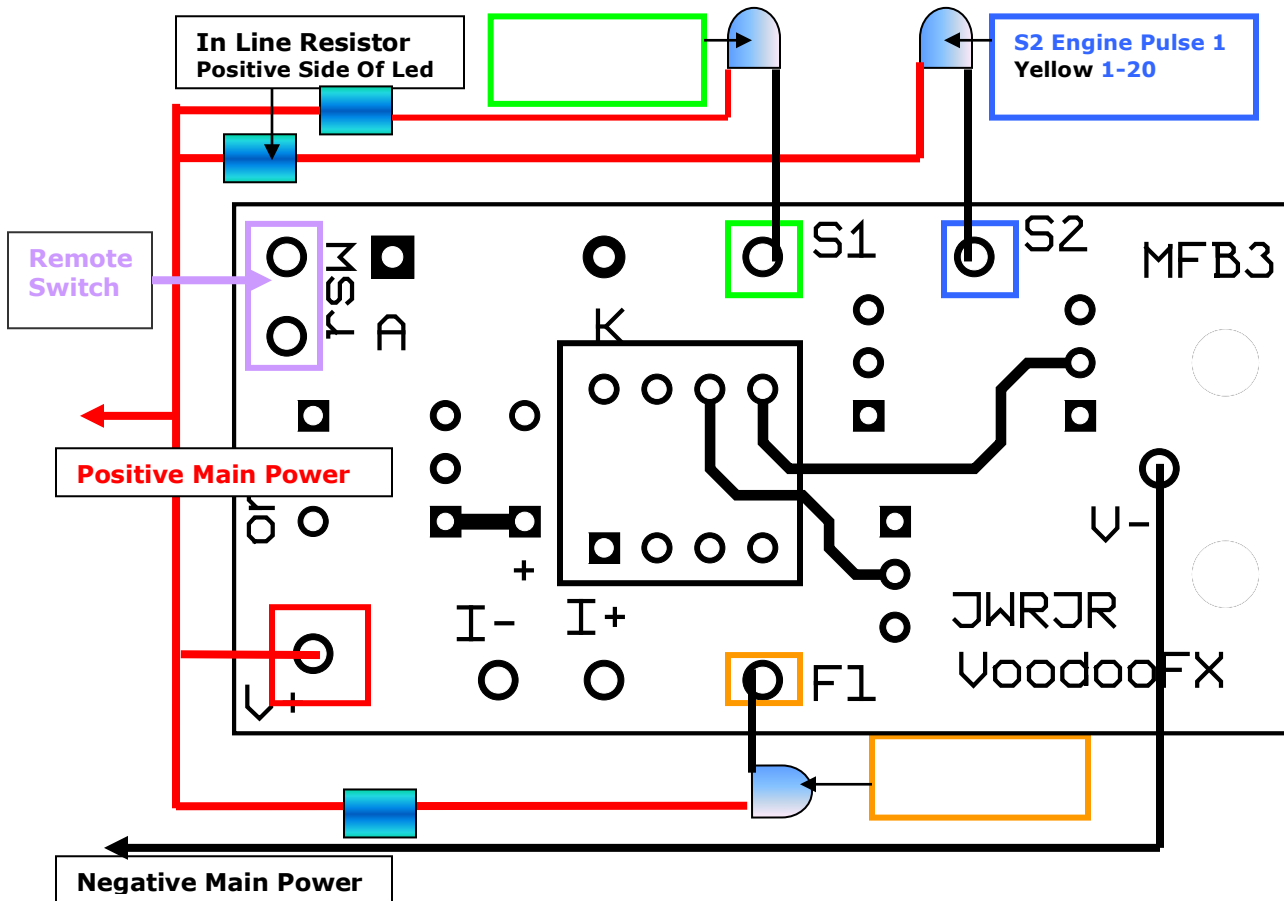 In Line Resistor
Positive Side Of Led
S2 Engine Pulse 1
Yellow 1-20
Remote
Switch
rsw
A
K
S1
S2
MFB3
Positive Main Power
or
+
V-
I-
I+
JWRJR
VoodooFX
V+
F1
Negative Main Power